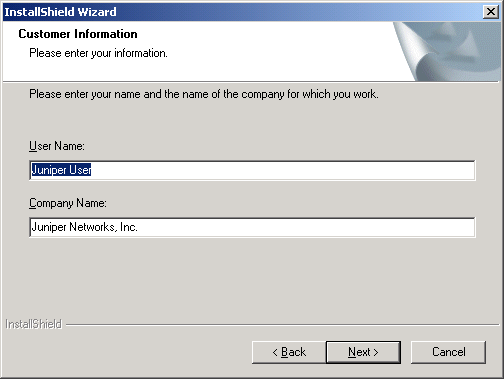 InstallShield Wizard
Customer Information
Please enter your information.
Please enter your name and the name of the company for which you work.
User Name:
Juniper User
Company Name:
Juniper Networks, Inc.
InstallShield
< Back
Next >
Cancel